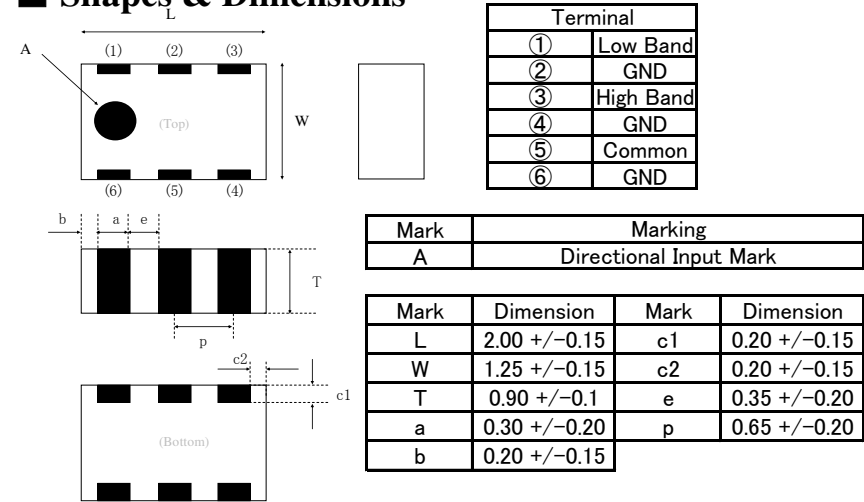 ■ Shapes & Dimensions
L
A
(1) (2) (3)
(Top)
W
(6) (5) (4)
b a e
T
p
c2
c1
(Bottom)
Terminal
① Low Band
② GND
③ High Band
④ GND
⑤ Common
⑥ GND
Mark Marking
A Directional Input Mark
Mark Dimension Mark Dimension
L 2.00 +/-0.15 c1 0.20 +/-0.15
W 1.25 +/-0.15 c2 0.20 +/-0.15
T 0.90 +/-0.1 e 0.35 +/-0.20
a 0.30 +/-0.20 p 0.65 +/-0.20
b 0.20 +/-0.15